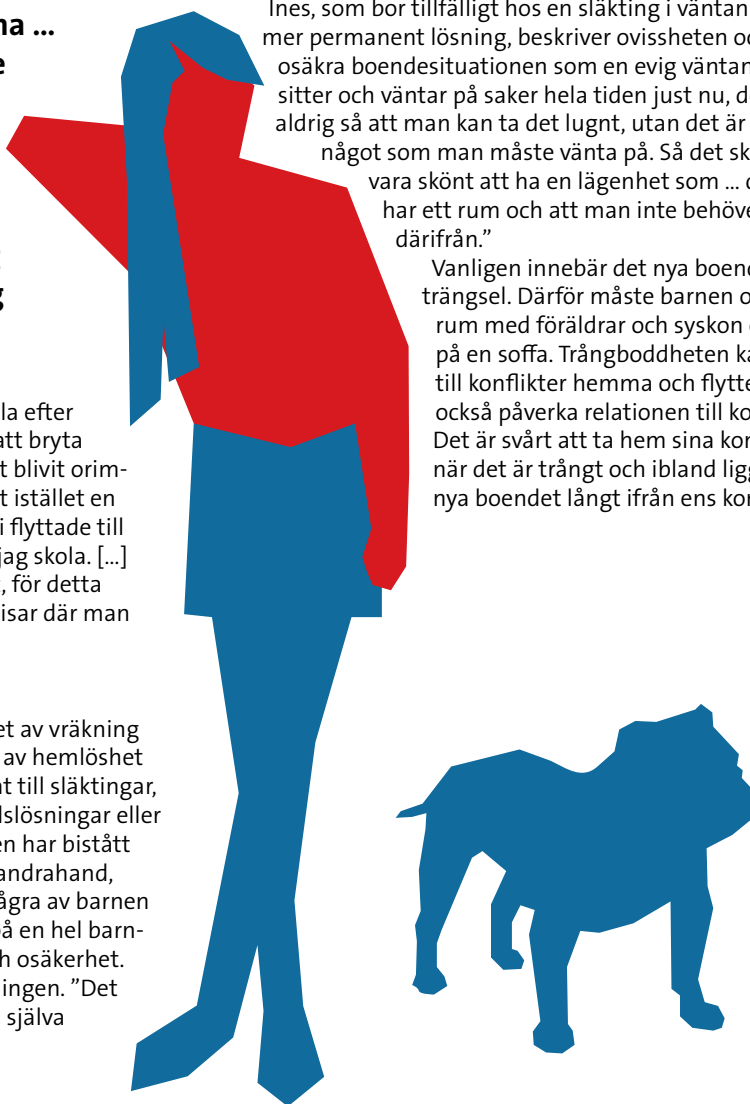 na ...
e
g
la efter
att bryta
t blivit orim-
t istället en
i flyttade till
jag skola. [...]
, för detta
isar där man
et av vräkning
av hemlöshet
nt till släktingar,
dslösningar eller
en har bistått
andrahand,
ågra av barnen
på en hel barn-
h osäkerhet.
ingen. ”Det
själva
Ines, som bor tillfälligt hos en släkting i väntan
mer permanent lösning, beskriver ovissheten oc
osäkra boendesituationen som en evig väntan
sitter och väntar på saker hela tiden just nu, d
aldrig så att man kan ta det lugnt, utan det är
något som man måste vänta på. Så det sk
vara skönt att ha en lägenhet som ... d
har ett rum och att man inte behöve
därifrån.”
Vanligen innebär det nya boend
trängsel. Därför måste barnen o
rum med föräldrar och syskon e
på en soffa. Trångboddheten ka
till konflikter hemma och flytte
också påverka relationen till ko
Det är svårt att ta hem sina kom
när det är trångt och ibland ligg
nya boendet långt ifrån ens kom